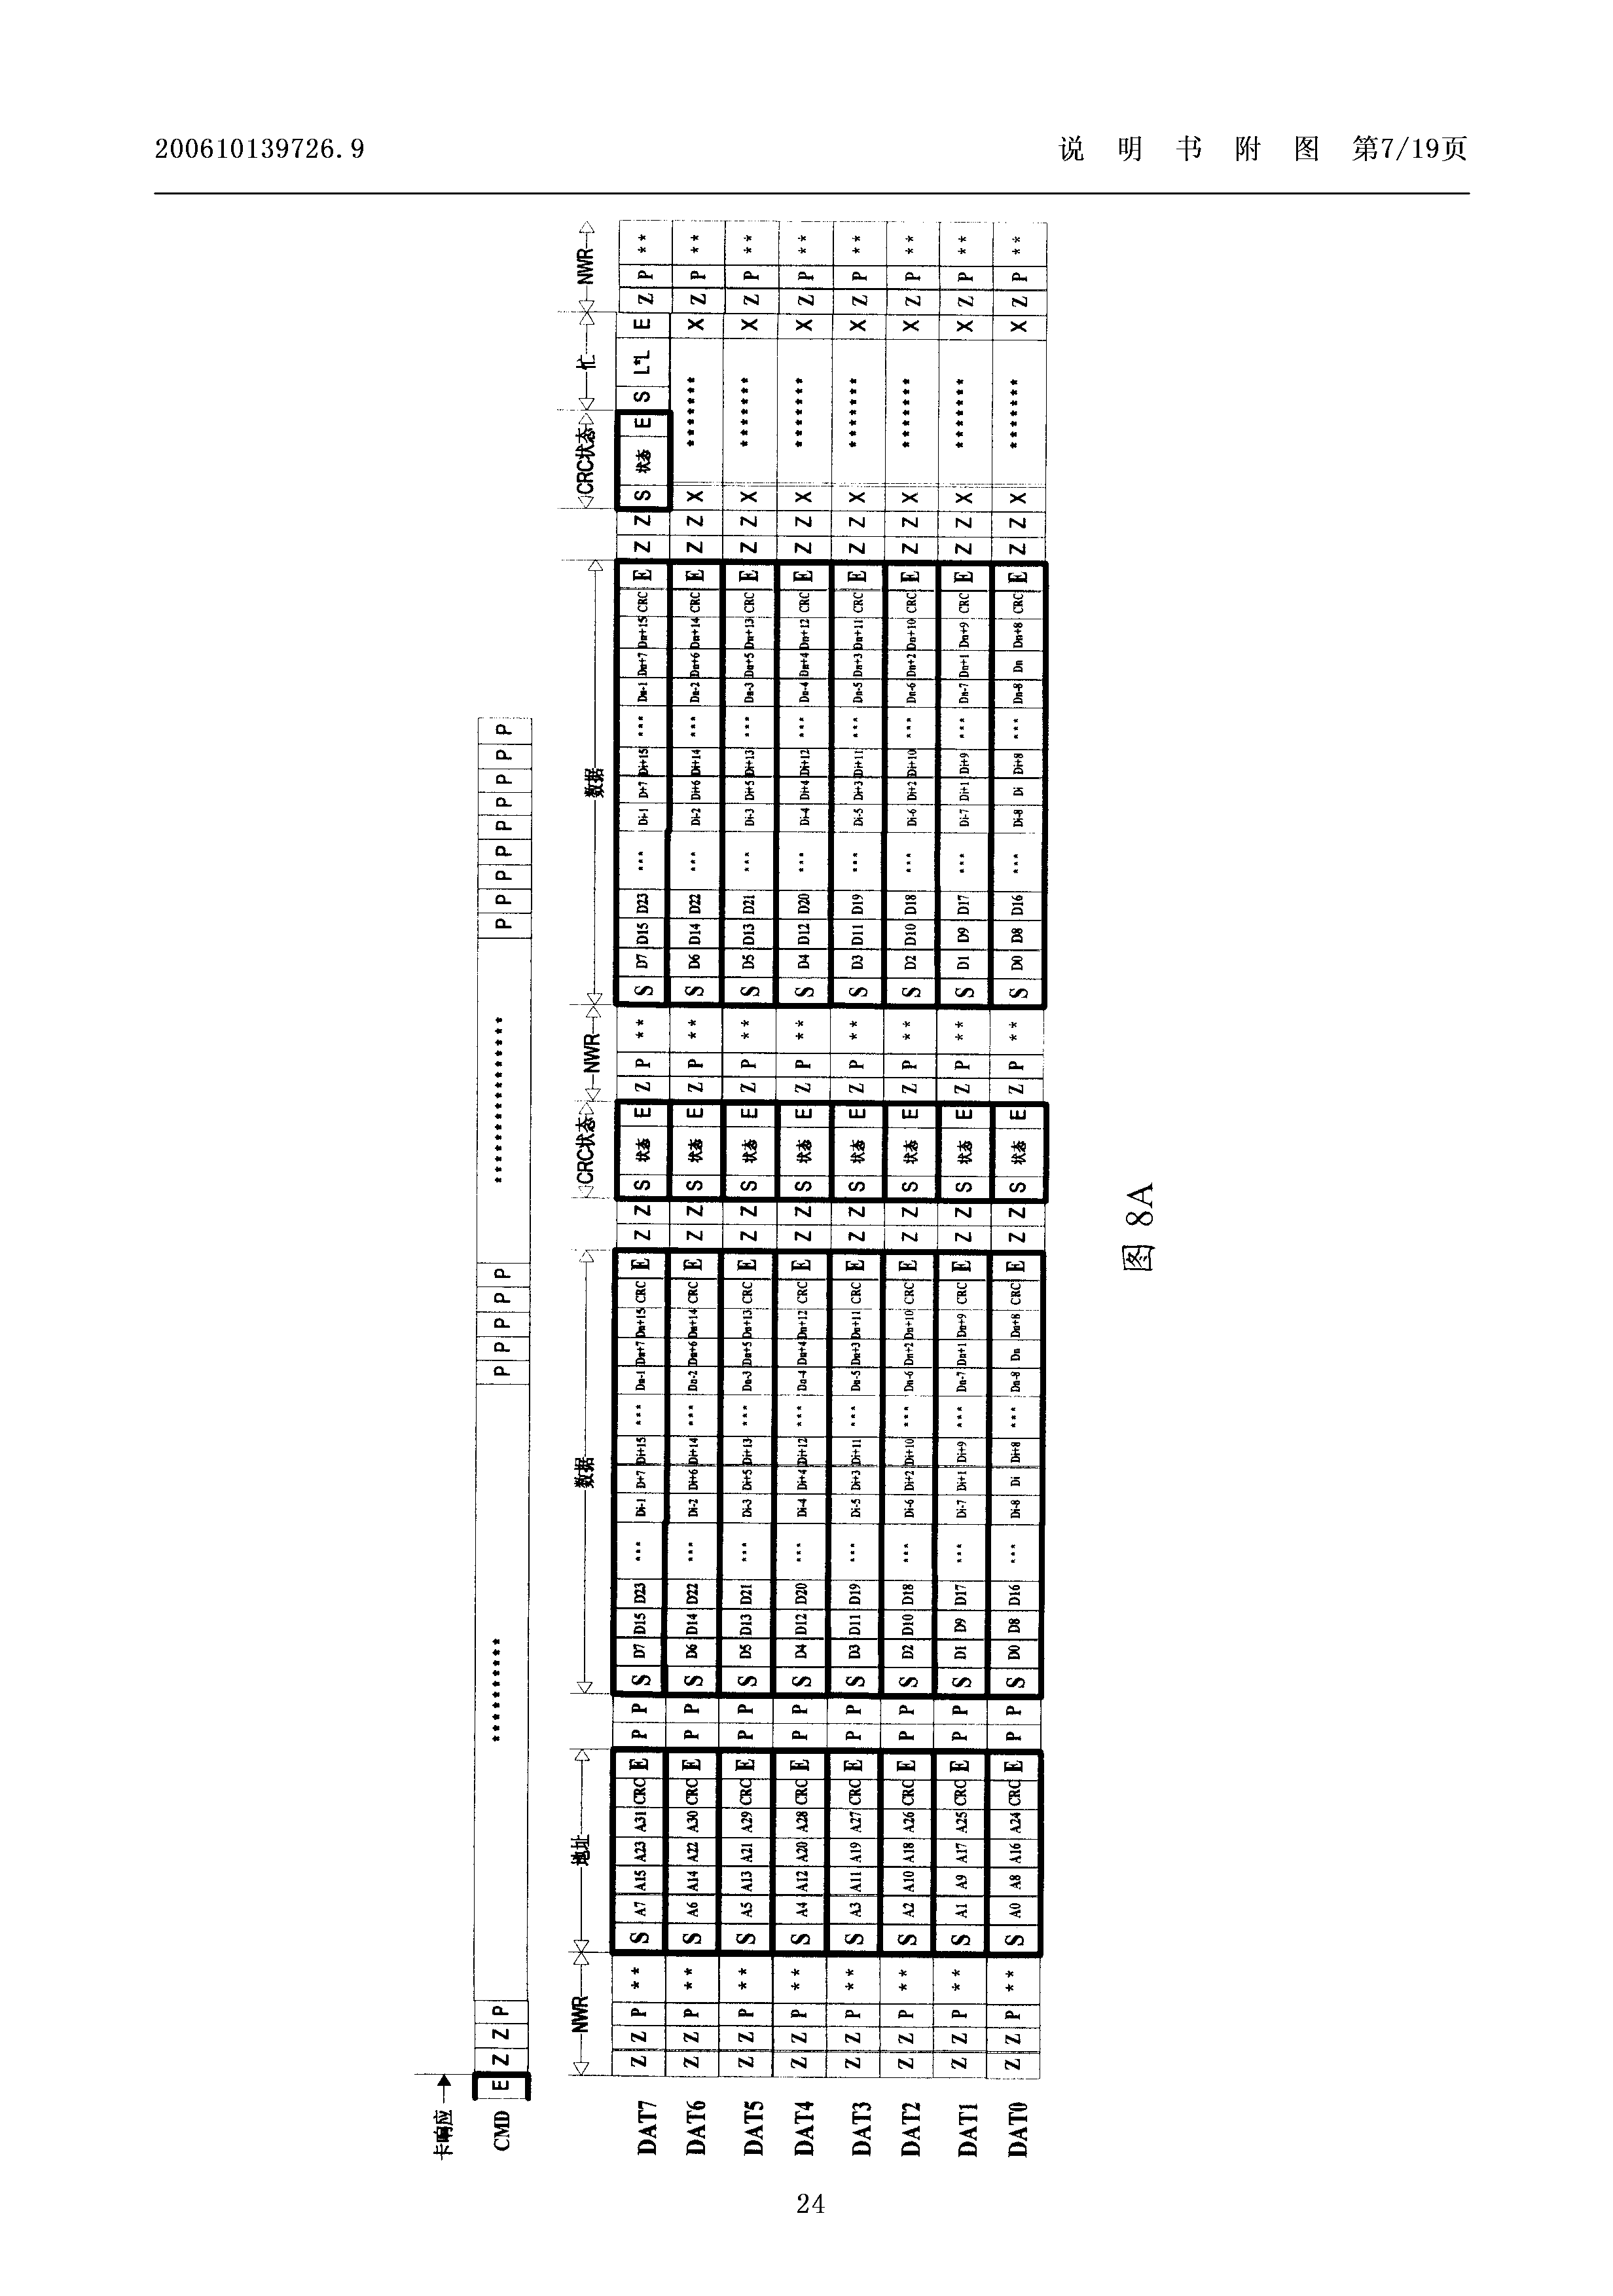 200610139726.9 说 明 书 附 图 第7/19页
卡响应
CMD E Z Z P ********* P P P P P ************** P P P P P P P P P
NWR 地址 数据 CRC状态 NWR 数据 CRC状态 忙 NWR
DAT7 Z Z P ** S A7 A15 A23 A31 CRC E P P S D7 D15 D23 *** Di-1 D+7 Di+15 *** Dn-1 Dn+7 Dn+15 CRC E Z Z S 状态 E Z P ** S D7 D15 D23 *** Di-1 D+7 Di+15 *** Dn-1 Dn+7 Dn+15 CRC E Z Z S 状态 E S L*L E Z P **
DAT6 Z Z P ** S A6 A14 A22 A30 CRC E P P S D6 D14 D22 *** Di-2 Di+6 Di+14 *** Dn-2 Dn+6 Dn+14 CRC E Z Z S 状态 E Z P ** S D6 D14 D22 *** Di-2 Di+6 Di+14 *** Dn-2 Dn+6 Dn+14 CRC E Z Z X ******* X Z P **
DAT5 Z Z P ** S A5 A13 A21 A29 CRC E P P S D5 D13 D21 *** Di-3 Di+5 Di+13 *** Dn-3 Dn+5 Dn+13 CRC E Z Z S 状态 E Z P ** S D5 D13 D21 *** Di-3 Di+5 Di+13 *** Dn-3 Dn+5 Dn+13 CRC E Z Z X ******* X Z P **
DAT4 Z Z P ** S A4 A12 A20 A28 CRC E P P S D4 D12 D20 *** Di-4 Di+4 Di+12 *** Dn-4 Dn+4 Dn+12 CRC E Z Z S 状态 E Z P ** S D4 D12 D20 *** Di-4 Di+4 Di+12 *** Dn-4 Dn+4 Dn+12 CRC E Z Z X ******* X Z P **
DAT3 Z Z P ** S A3 A11 A19 A27 CRC E P P S D3 D11 D19 *** Di-5 Di+3 Di+11 *** Dn-5 Dn+3 Dn+11 CRC E Z Z S 状态 E Z P ** S D3 D11 D19 *** Di-5 Di+3 Di+11 *** Dn-5 Dn+3 Dn+11 CRC E Z Z X ******* X Z P **
DAT2 Z Z P ** S A2 A10 A18 A26 CRC E P P S D2 D10 D18 *** Di-6 Di+2 Di+10 *** Dn-6 Dn+2 Dn+10 CRC E Z Z S 状态 E Z P ** S D2 D10 D18 *** Di-6 Di+2 Di+10 *** Dn-6 Dn+2 Dn+10 CRC E Z Z X ******* X Z P **
DAT1 Z Z P ** S A1 A9 A17 A25 CRC E P P S D1 D9 D17 *** Di-7 Di+1 Di+9 *** Dn-7 Dn+1 Dn+9 CRC E Z Z S 状态 E Z P ** S D1 D9 D17 *** Di-7 Di+1 Di+9 *** Dn-7 Dn+1 Dn+9 CRC E Z Z X ******* X Z P **
DAT0 Z Z P ** S A0 A8 A16 A24 CRC E P P S D0 D8 D16 *** Di-8 Di Di+8 *** Dn-8 Dn Dn+8 CRC E Z Z S 状态 E Z P ** S D0 D8 D16 *** Di-8 Di Di+8 *** Dn-8 Dn Dn+8 CRC E Z Z X ******* X Z P **
图 8A
24